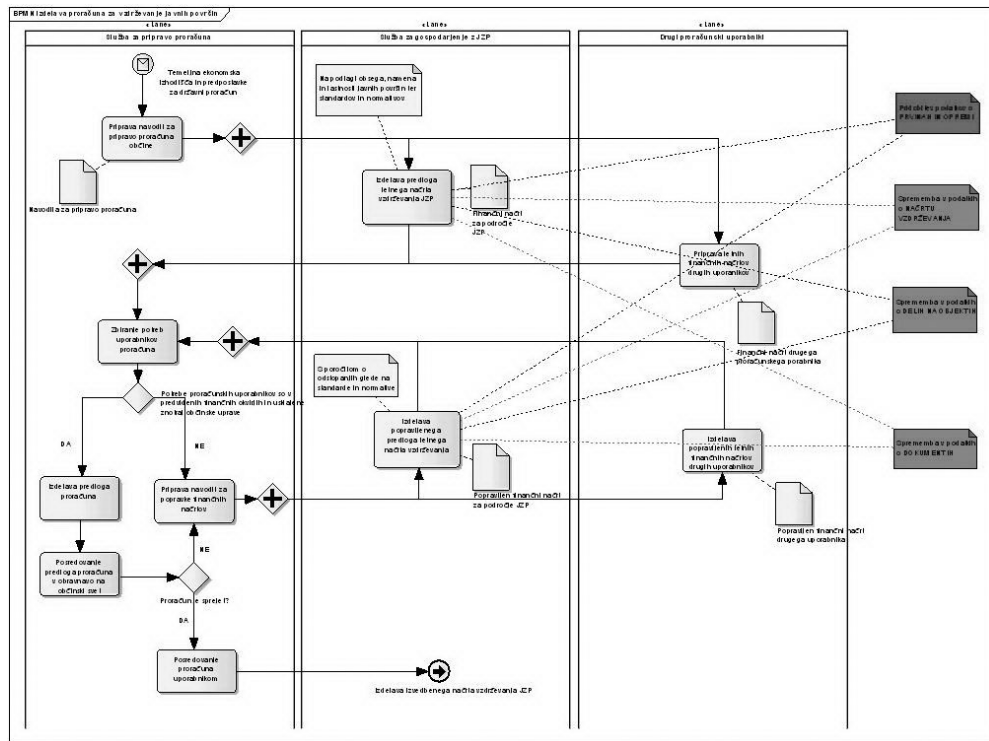 BPMN Izdelava proračuna za vzdrževanje javnih površin
«Lane»
Služba za pripravo proračuna
«Lane»
Služba za gospodarjenje z JZP
«Lane»
Drugi proračunski uporabniki
Temeljna ekonomska
izhodišča in predpostavke
za državni proračun
Priprava navodil za
pripravo proračuna
občine
Navodila za pripravo proračuna
Na podlagi obsega, namena
in lastnosti javnih površin ter
standardov in normativov
Izdelava predloga
letnega načrta
vzdrževanja JZP
Finančni načrt
za področje
JZP
Priprava letnih
finančnih načrtov
drugih uporanikov
Finančni načrt drugega
proračunskega porabnika
Pridobitev podatkov o
PRVINAH IN OPREMI
Sprememba v podatkih
o NAČRTU
VZDRŽEVANJA
Sprememba v podatkih
o DELIH NA OBJEKTIH
Sprememba v podatkih
o DOKUMENTIH
Zbiranje potreb
uporabnikov
proračuna
Potrebe proračunskih uporabnikov so v
predvidenih finančnih okvirih in usklajene
znotraj občinske uprave
DA
NE
S poročilom o
odstopanjih glede na
standarde in normative
Izdelava
popravljenega
predloga letnega
načrta vzdrževanja
Popravljen finančni načrt
za področje JZP
Izdelava
popravljenih letnih
finančnih načrtov
drugih uporabnikov
Popravljen finančni načrt
drugega uporabnika
Izdelava predloga
proračuna
Priprava navodil za
popravke finančnih
načrtov
NE
Posredovanje
predloga proračuna
v obravnavo na
občinski svet
Proračun je sprejet?
DA
Posredovanje
proračuna
uporabnikom
Izdelava izvedbenega načrta vzdrževanja JZP